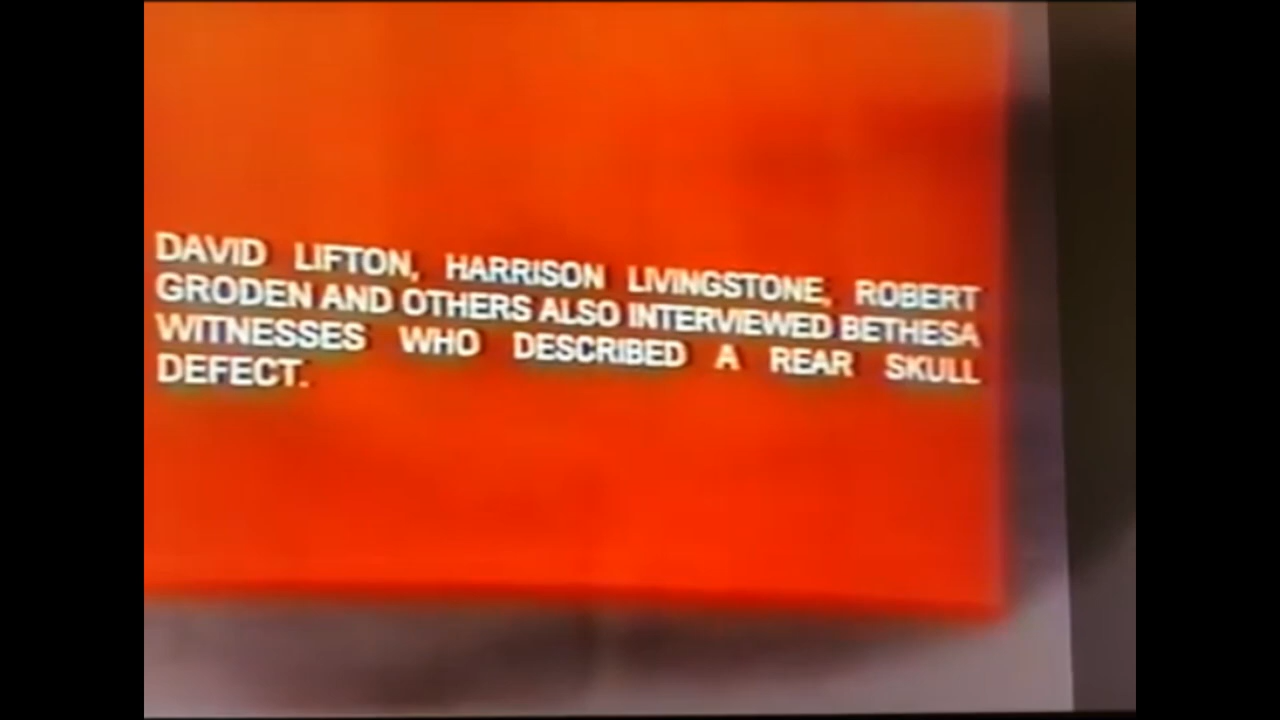 DAVID LIFTON, HARRISON LIVINGSTONE, ROBERT
GRODEN AND OTHERS ALSO INTERVIEWED BETHESA
WITNESSES WHO DESCRIBED A REAR SKULL
DEFECT.